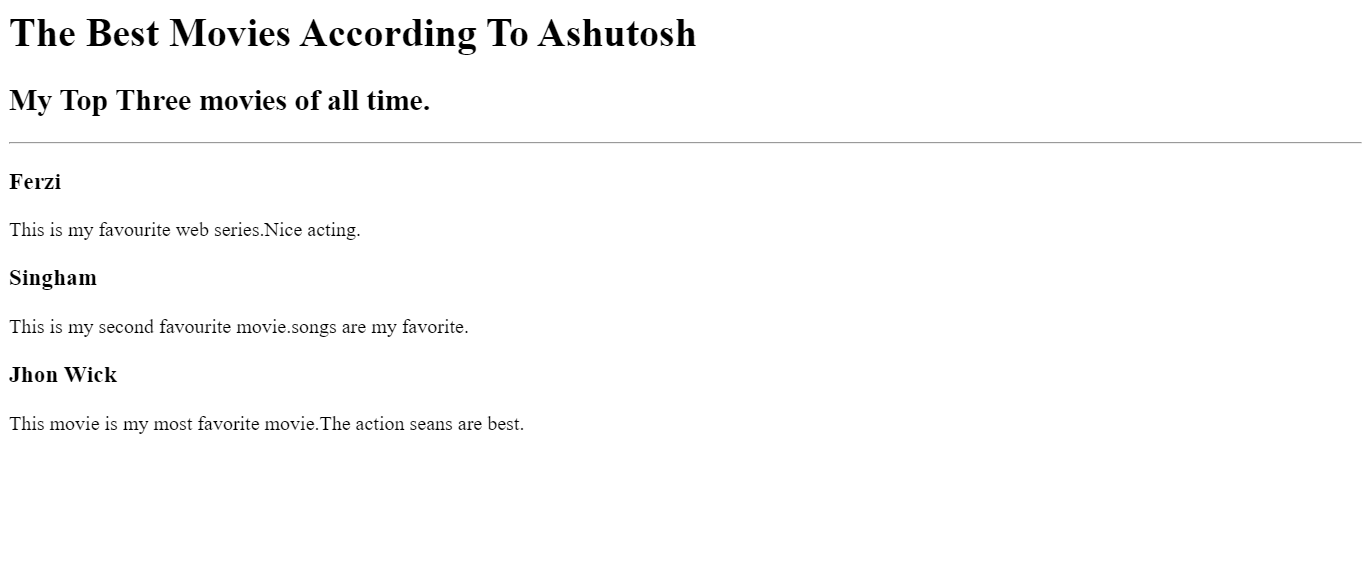 The Best Movies According To Ashutosh
My Top Three movies of all time.
Ferzi
This is my favourite web series.Nice acting.
Singham
This is my second favourite movie.songs are my favorite.
Jhon Wick
This movie is my most favorite movie.The action seans are best.